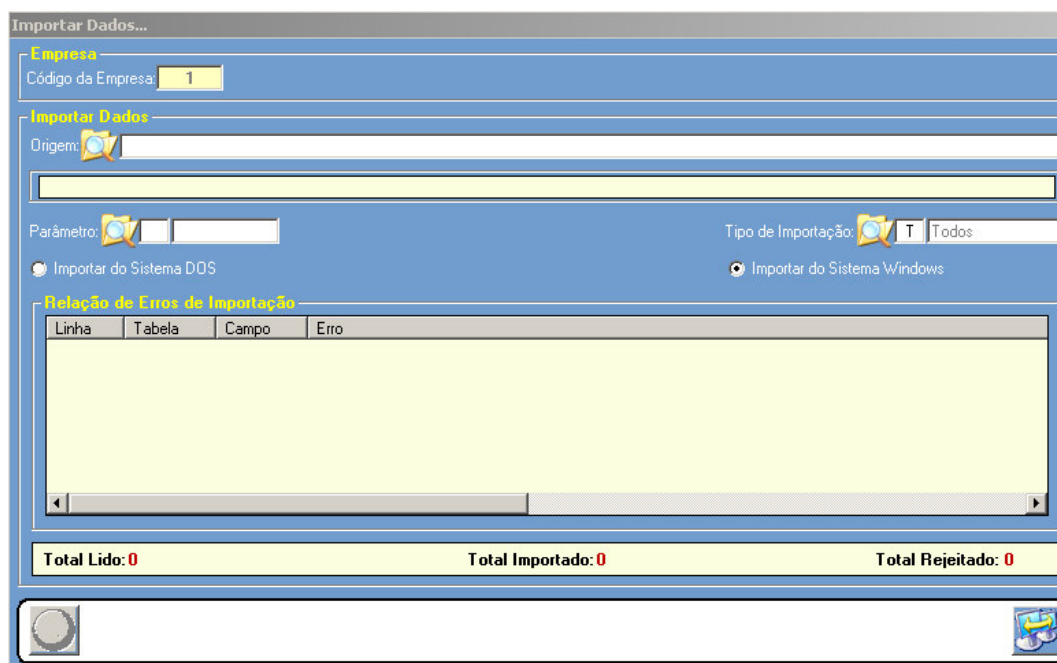 Importar Dados...
Empresa
Código da Empresa: 1
Importar Dados
Origem:
Parâmetro: Tipo de Importação: T Todos
Importar do Sistema DOS Importar do Sistema Windows
Relação de Erros de Importação
Linha Tabela Campo Erro
Total Lido: 0 Total Importado: 0 Total Rejeitado: 0